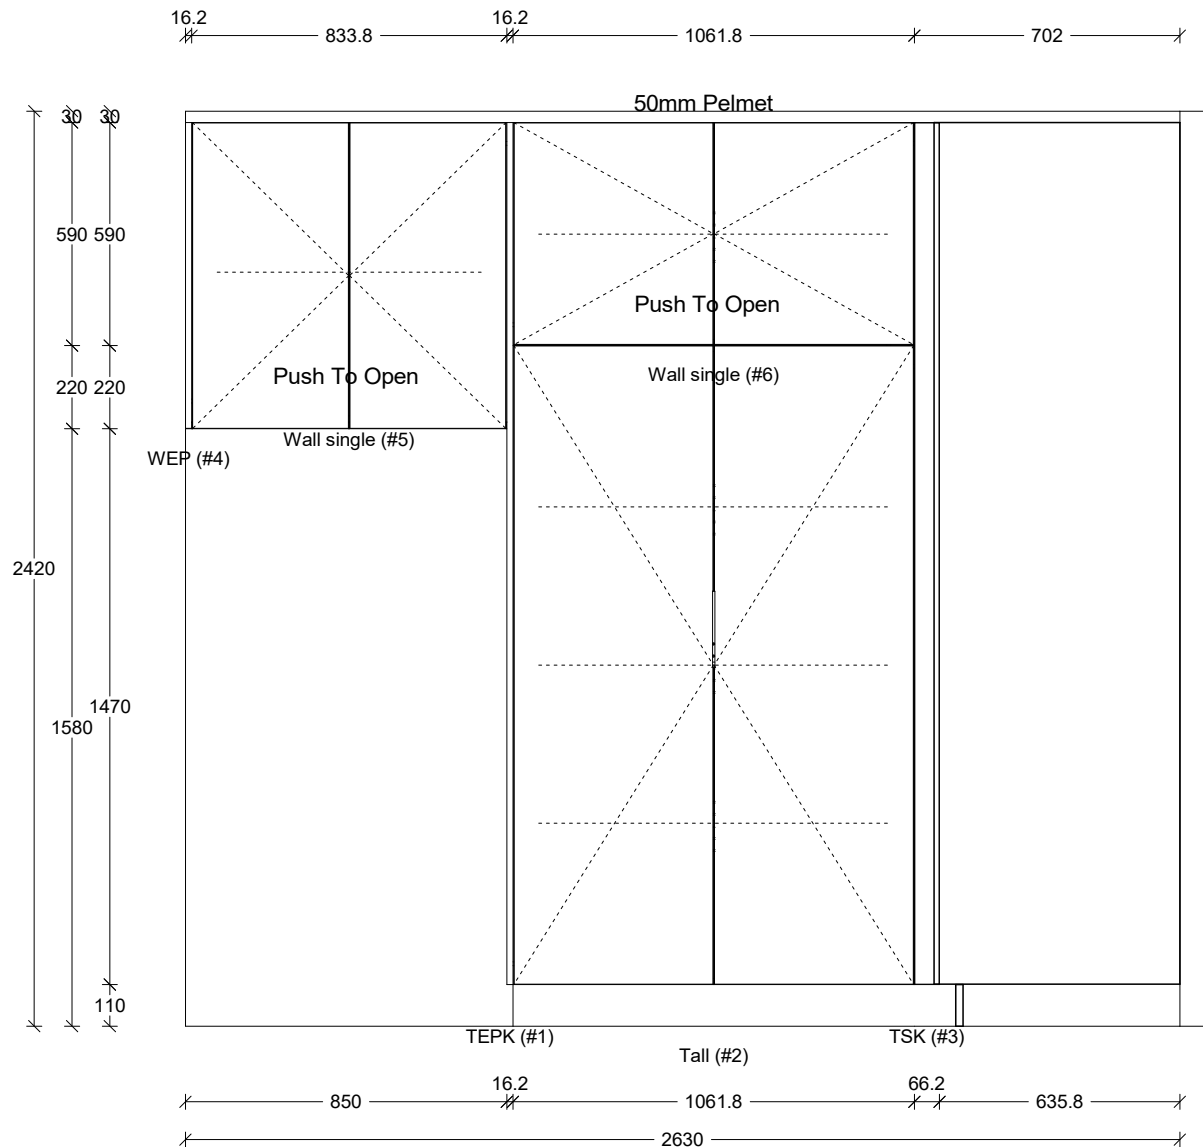 16.2 16.2
833.8 1061.8 702
50mm Pelmet
30 30
590 590
Push To Open
Wall single (#6)
220 220
Push To Open
Wall single (#5)
WEP (#4)
2420
1470
1580
110
TEPK (#1) TSK (#3)
Tall (#2)
16.2 66.2
850 1061.8 635.8
2630